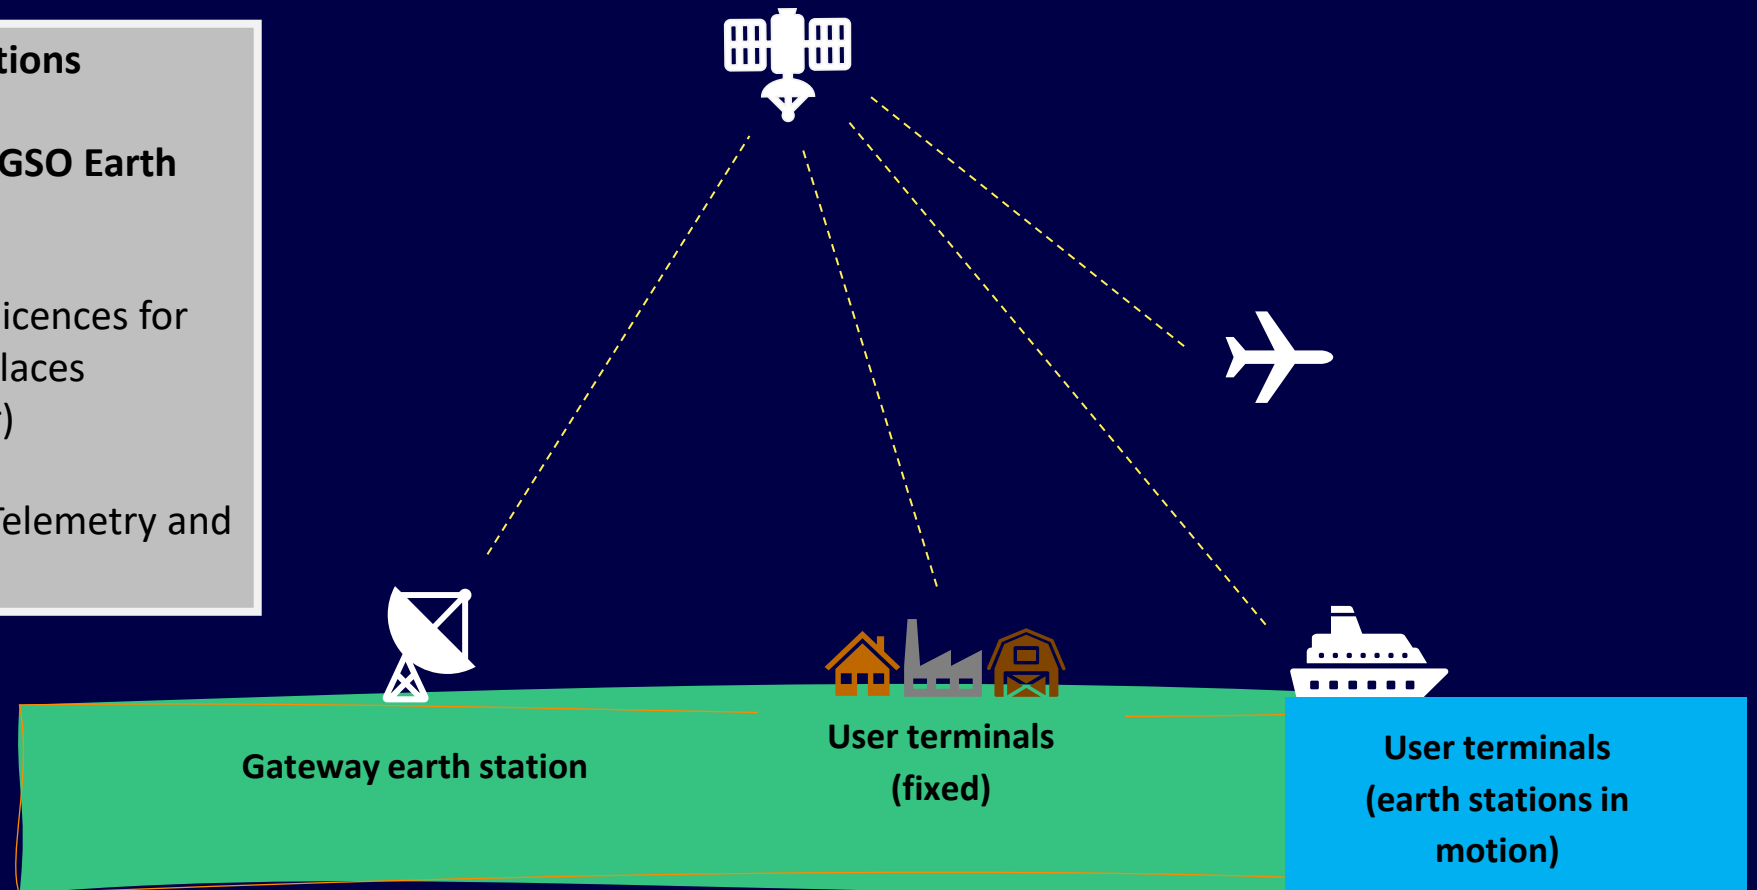 tions
GSO Earth
icences for
laces
r)
Telemetry and
Gateway earth station
User terminals
(fixed)
User terminals
(earth stations in
motion)